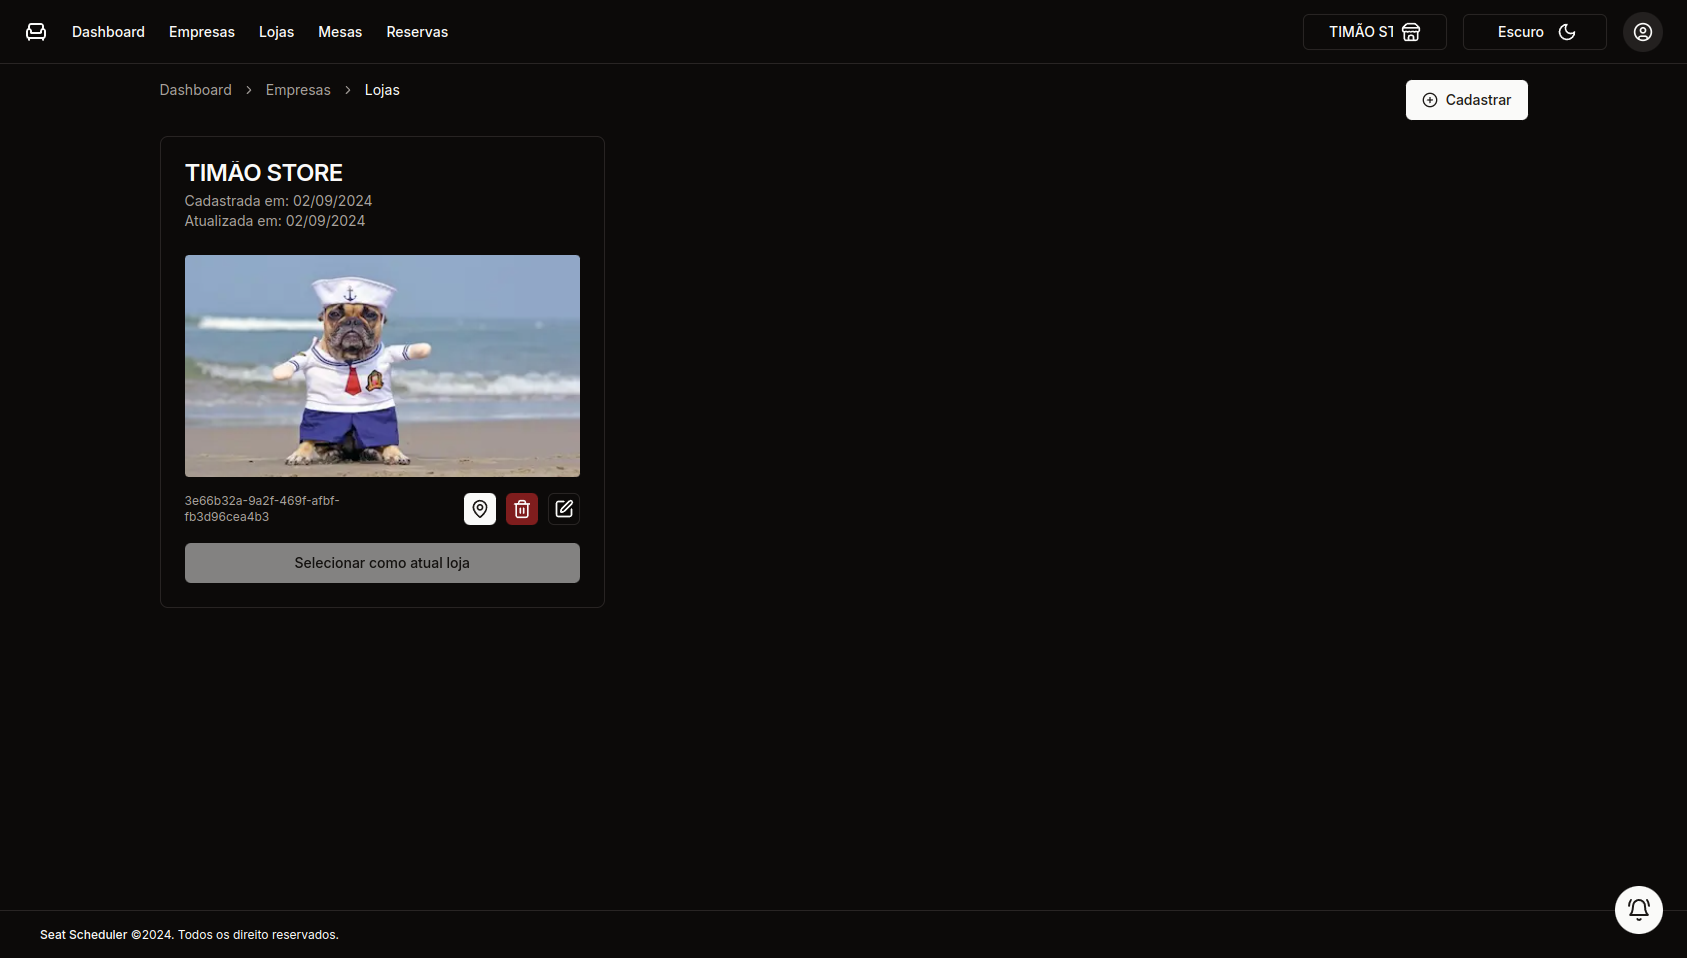 Dashboard Empresas Lojas Mesas Reservas TIMÃO ST Escuro
Dashboard > Empresas > Lojas
Cadastrar
TIMÃO STORE
Cadastrada em: 02/09/2024
Atualizada em: 02/09/2024
3e66b32a-9a2f-469f-afbf-
fb3d96cea4b3
Selecionar como atual loja
Seat Scheduler ©2024. Todos os direito reservados.